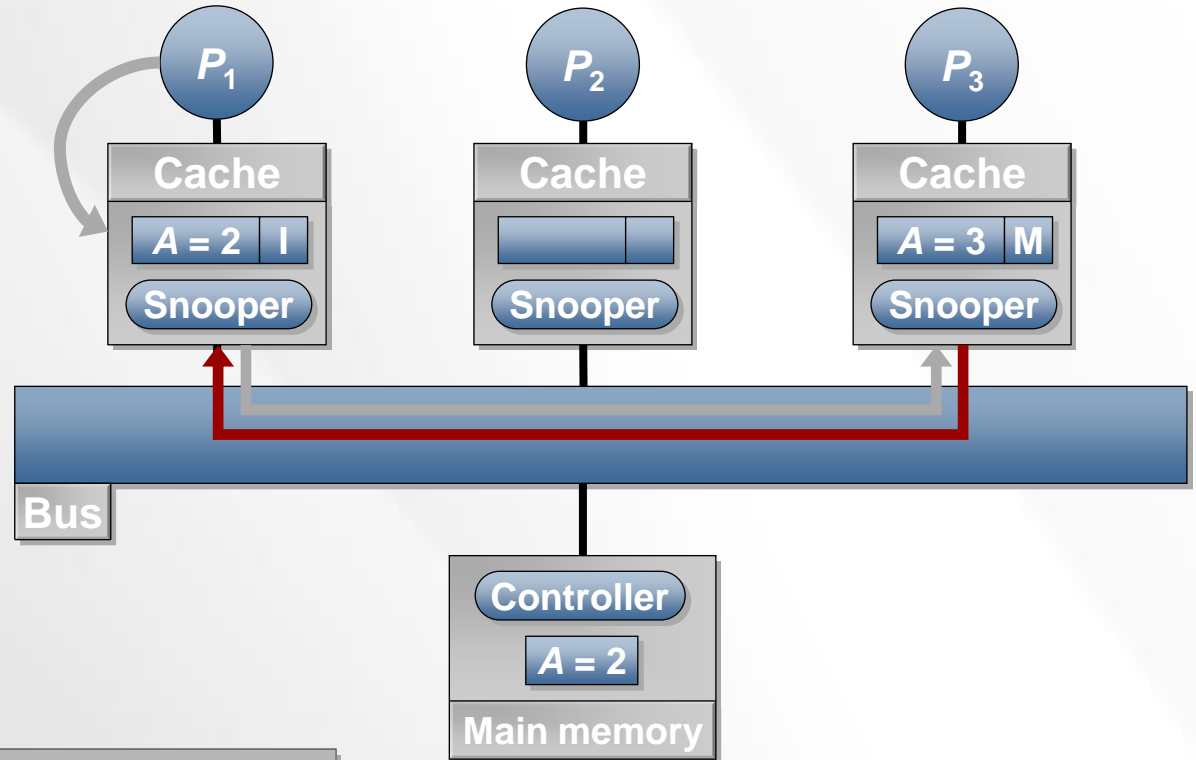 P1
P2
P3
Cache
Cache
Cache
A = 2 I
A = 3 M
Snooper
Snooper
Snooper
Bus
Controller
A = 2
Main memory